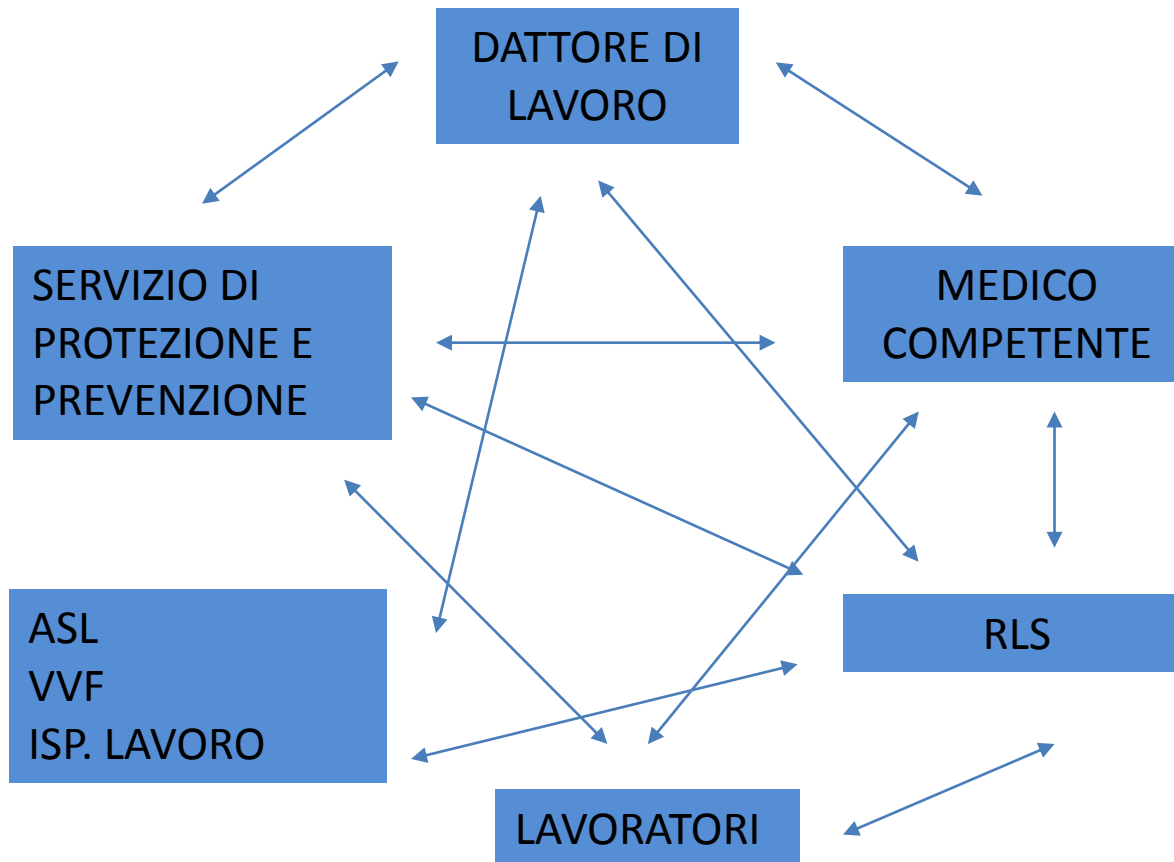 DATTORE DI
LAVORO
SERVIZIO DI
PROTEZIONE E
PREVENZIONE
MEDICO
COMPETENTE
ASL
VVF
ISP. LAVORO
RLS
LAVORATORI